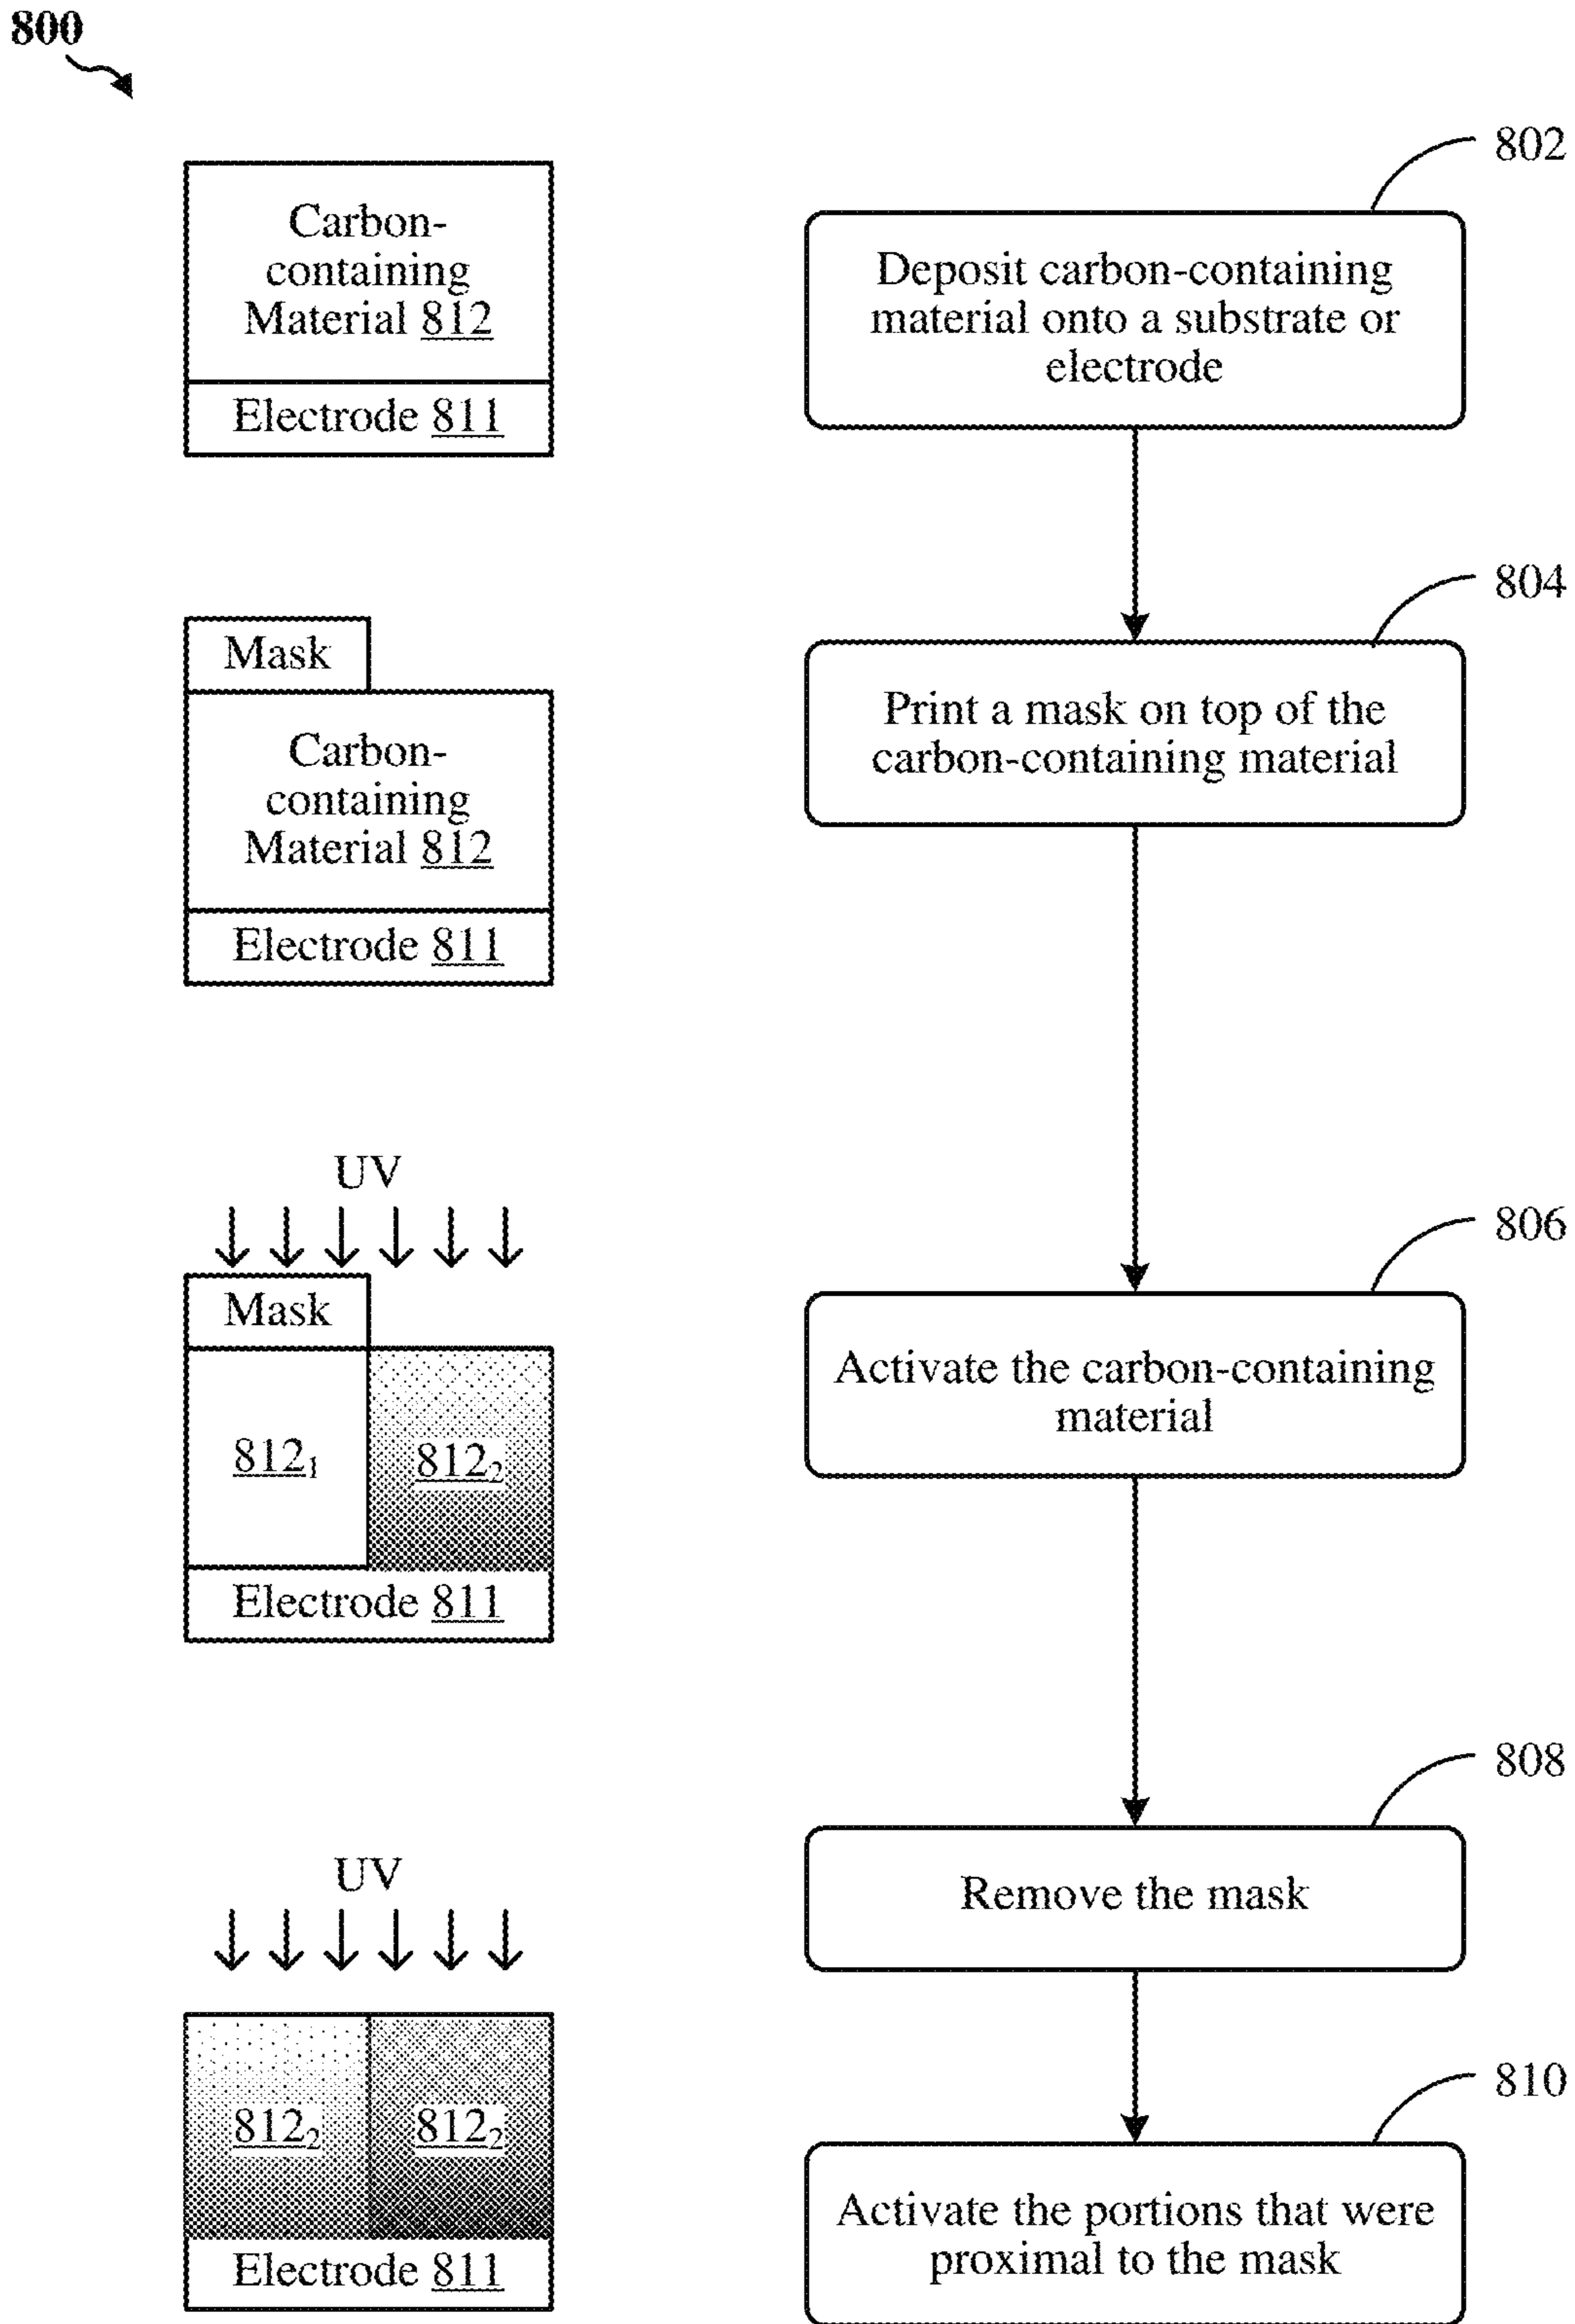 800
Carbon-
containing
Material 812
Electrode 811
802
Deposit carbon-containing
material onto a substrate or
electrode
Mask
Carbon-
containing
Material 812
Electrode 811
804
Print a mask on top of the
carbon-containing material
UV
Mask
812₁ 812₂
Electrode 811
806
Activate the carbon-containing
material
808
Remove the mask
UV
812₂ 812₂
Electrode 811
810
Activate the portions that were
proximal to the mask